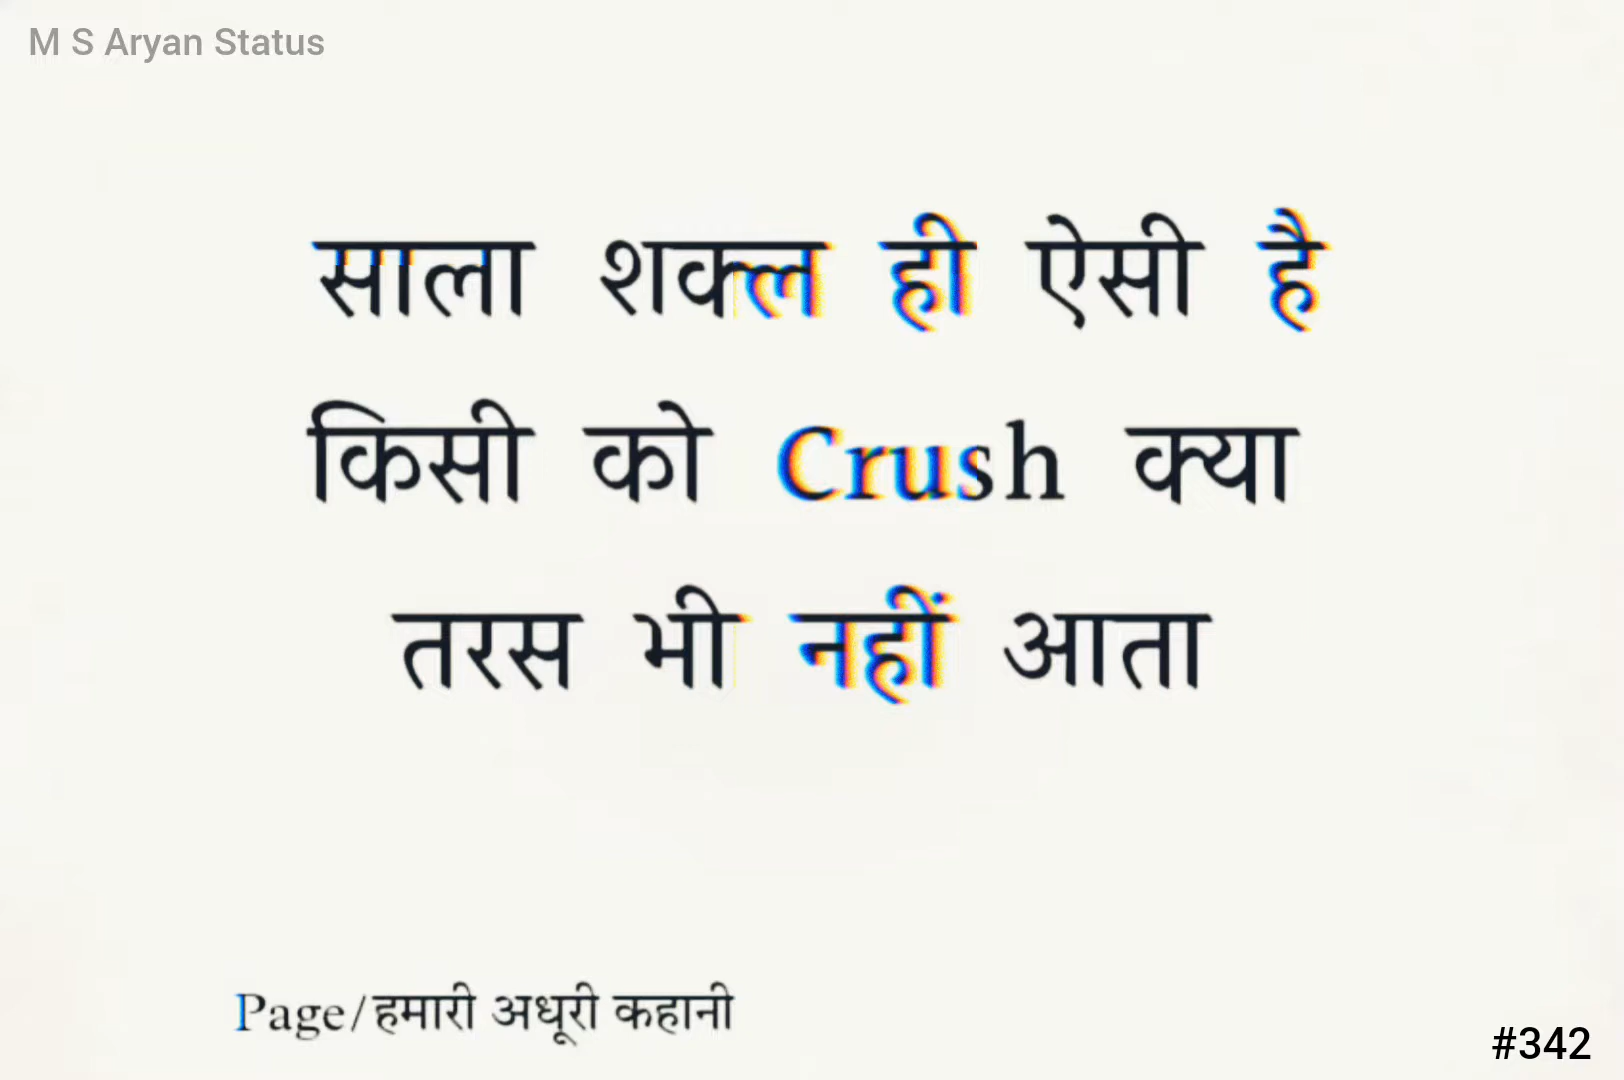 M S Aryan Status
साला शक्ल ही ऐसी है
किसी को Crush क्या
तरस भी नहीं आता
Page/हमारी अधूरी कहानी
#342